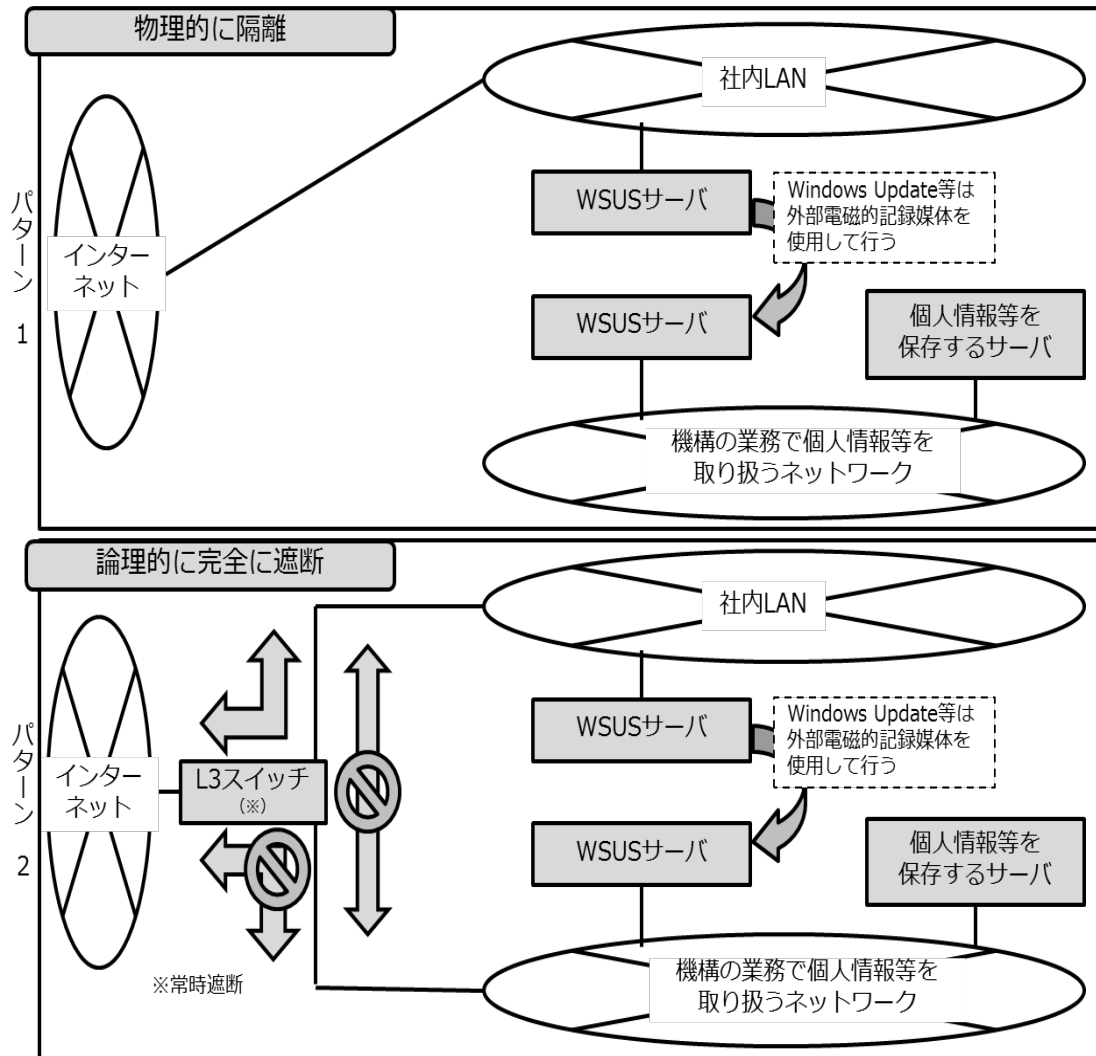 物理的に隔離
社内LAN
パターン 1
インター
ネット
WSUSサーバ
Windows Update等は
外部電磁的記録媒体を
使用して行う
WSUSサーバ
個人情報等を
保存するサーバ
機構の業務で個人情報等を
取り扱うネットワーク
論理的に完全に遮断
社内LAN
パターン 2
インター
ネット
L3スイッチ
(※)
WSUSサーバ
Windows Update等は
外部電磁的記録媒体を
使用して行う
WSUSサーバ
個人情報等を
保存するサーバ
※常時遮断
機構の業務で個人情報等を
取り扱うネットワーク